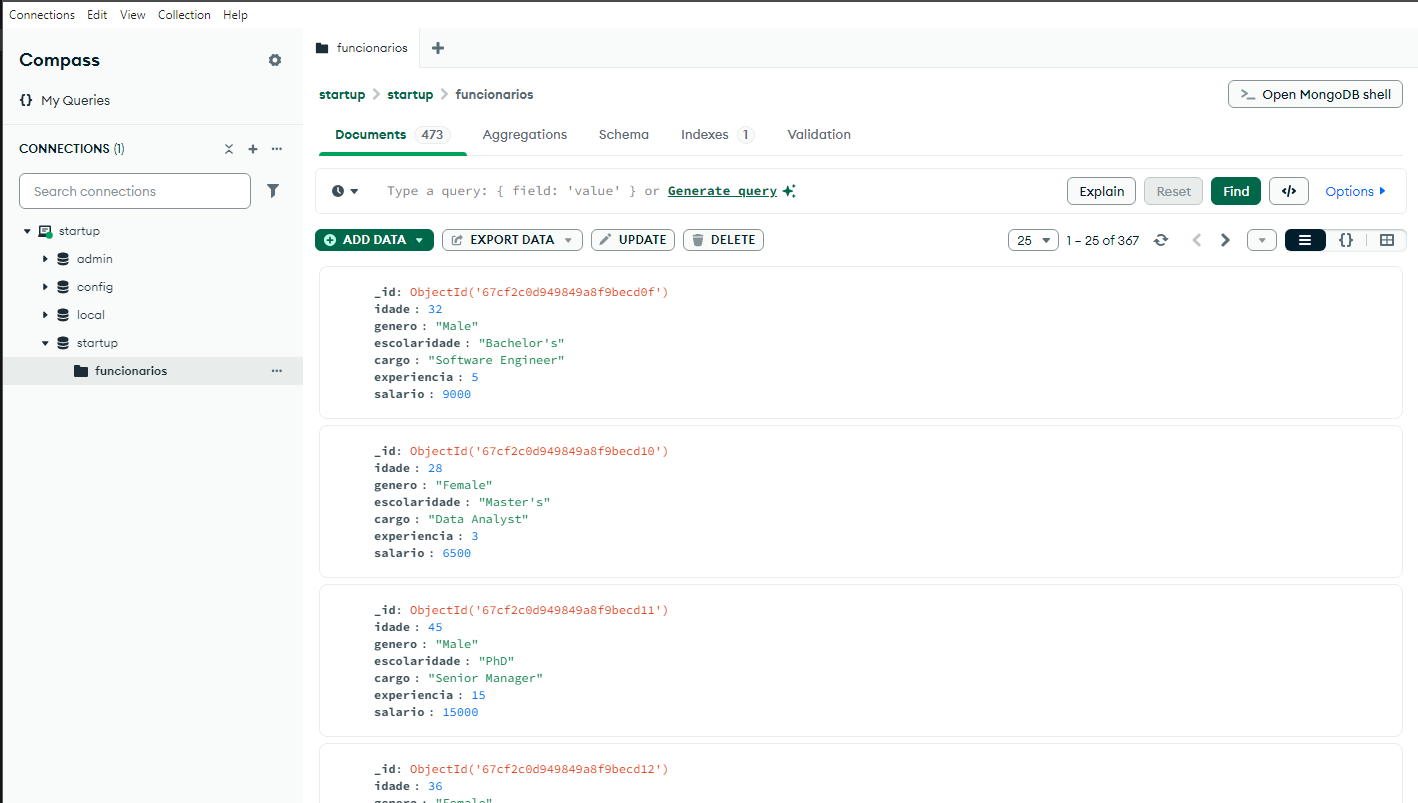 Connections Edit View Collection Help
Compass
{} My Queries
CONNECTIONS (1)
Search connections
startup
admin
config
local
startup
funcionarios
funcionarios
startup > startup > funcionarios
>_ Open MongoDB shell
Documents 473 Aggregations Schema Indexes 1 Validation
Type a query: { field: 'value' } or Generate query
Explain Reset Find </> Options
ADD DATA EXPORT DATA UPDATE DELETE
25 1 – 25 of 367 {}
_id: ObjectId('67cf2c0d949849a8f9becd0f')
idade : 32
genero : "Male"
escolaridade : "Bachelor's"
cargo : "Software Engineer"
experiencia : 5
salario : 9000
_id: ObjectId('67cf2c0d949849a8f9becd10')
idade : 28
genero : "Female"
escolaridade : "Master's"
cargo : "Data Analyst"
experiencia : 3
salario : 6500
_id: ObjectId('67cf2c0d949849a8f9becd11')
idade : 45
genero : "Male"
escolaridade : "PhD"
cargo : "Senior Manager"
experiencia : 15
salario : 15000
_id: ObjectId('67cf2c0d949849a8f9becd12')
idade : 36
genero : "Female"